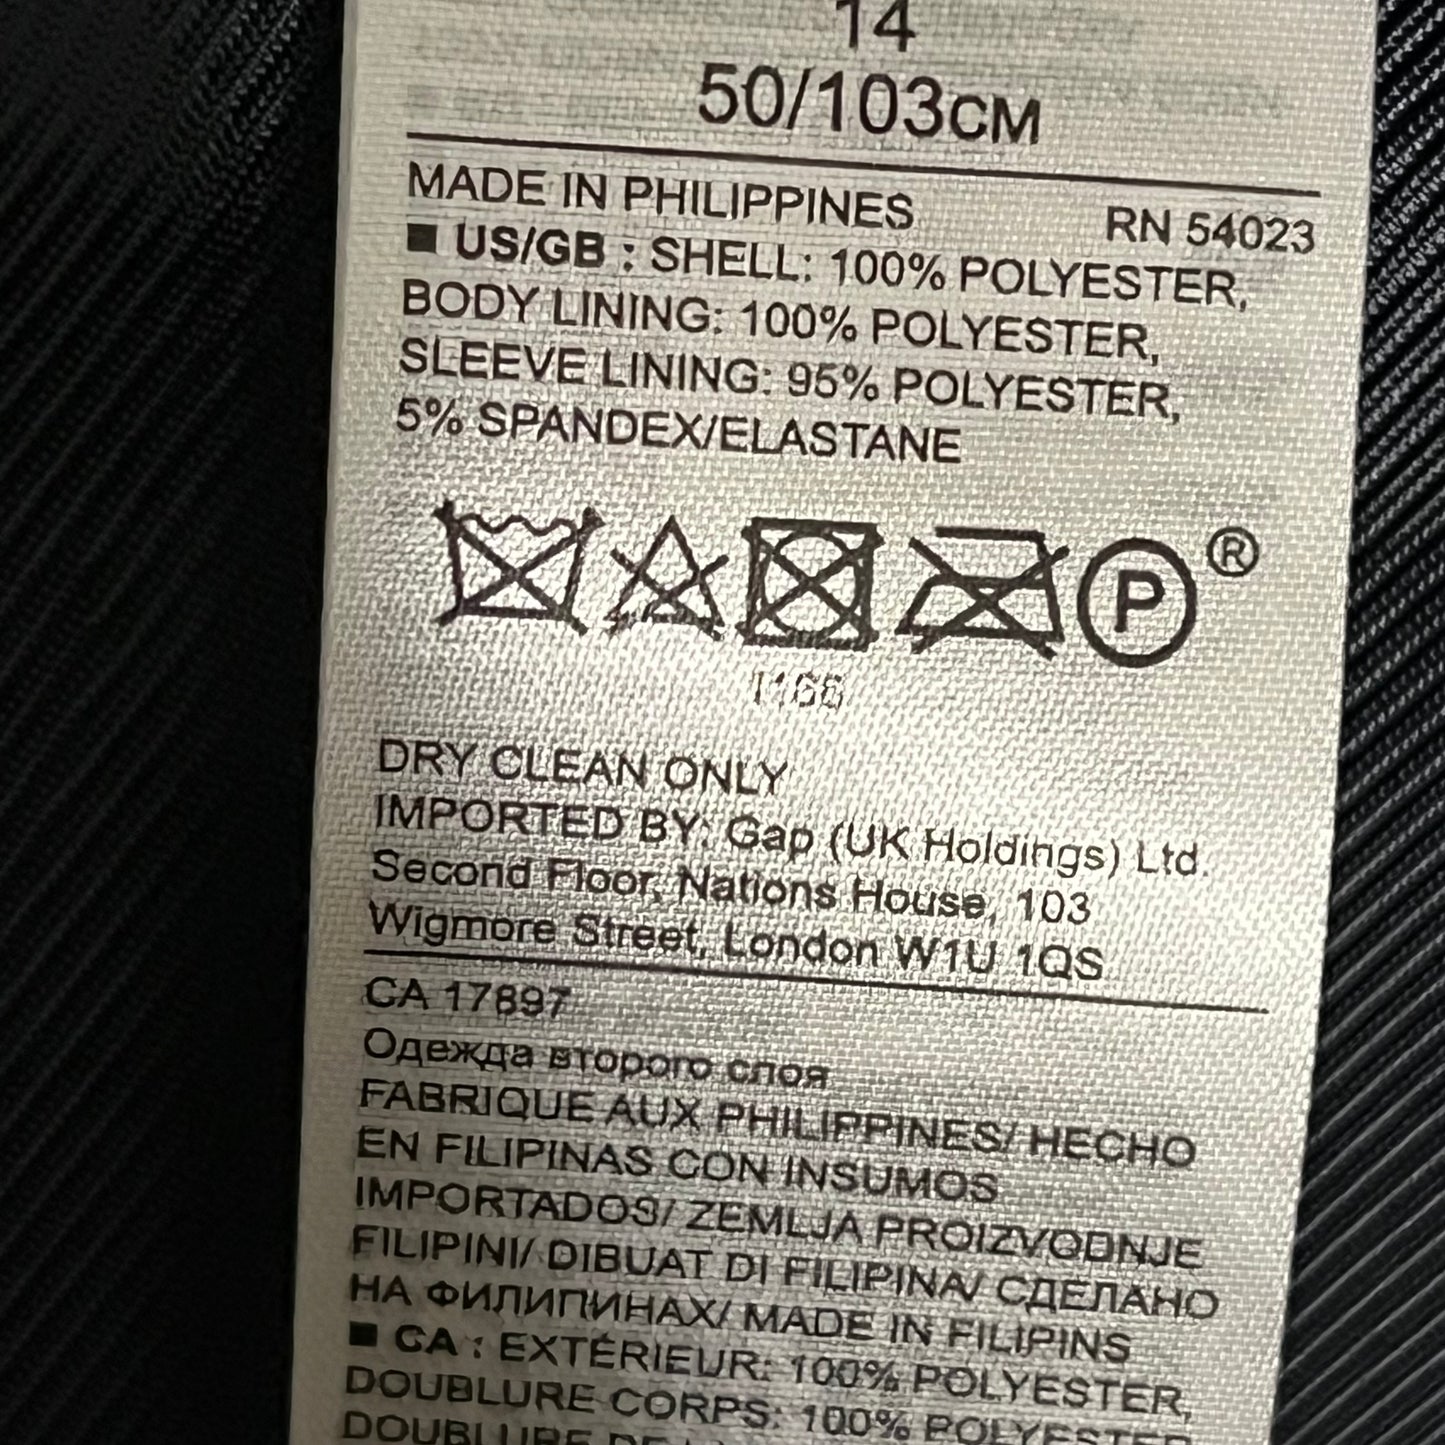 14
50/103CM
MADE IN PHILIPPINES RN 54023
■ US/GB : SHELL: 100% POLYESTER,
BODY LINING: 100% POLYESTER,
SLEEVE LINING: 95% POLYESTER,
5% SPANDEX/ELASTANE
P ®
DRY CLEAN ONLY
IMPORTED BY: Gap (UK Holdings) Ltd.
Second Floor, Nations House, 103
Wigmore Street, London W1U 1QS
CA 17897
Одежда второго слоя
FABRIQUE AUX PHILIPPINES/ HECHO
EN FILIPINAS CON INSUMOS
IMPORTADOS/ ZEMLJA PROIZVODNJE
FILIPINI/ DIBUAT DI FILIPINA/ СДЕЛАНО
НА ФИЛИПИНАХ/ MADE IN FILIPINS
■ CA : EXTÉRIEUR: 100% POLYESTER,
DOUBLURE CORPS: 100% POLYESTER
DOUBLURE DE